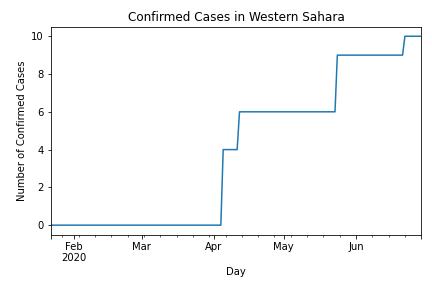 Confirmed Cases in Western Sahara
Number of Confirmed Cases
10
8
6
4
2
0
Feb
2020
Mar
Apr
May
Jun
Day